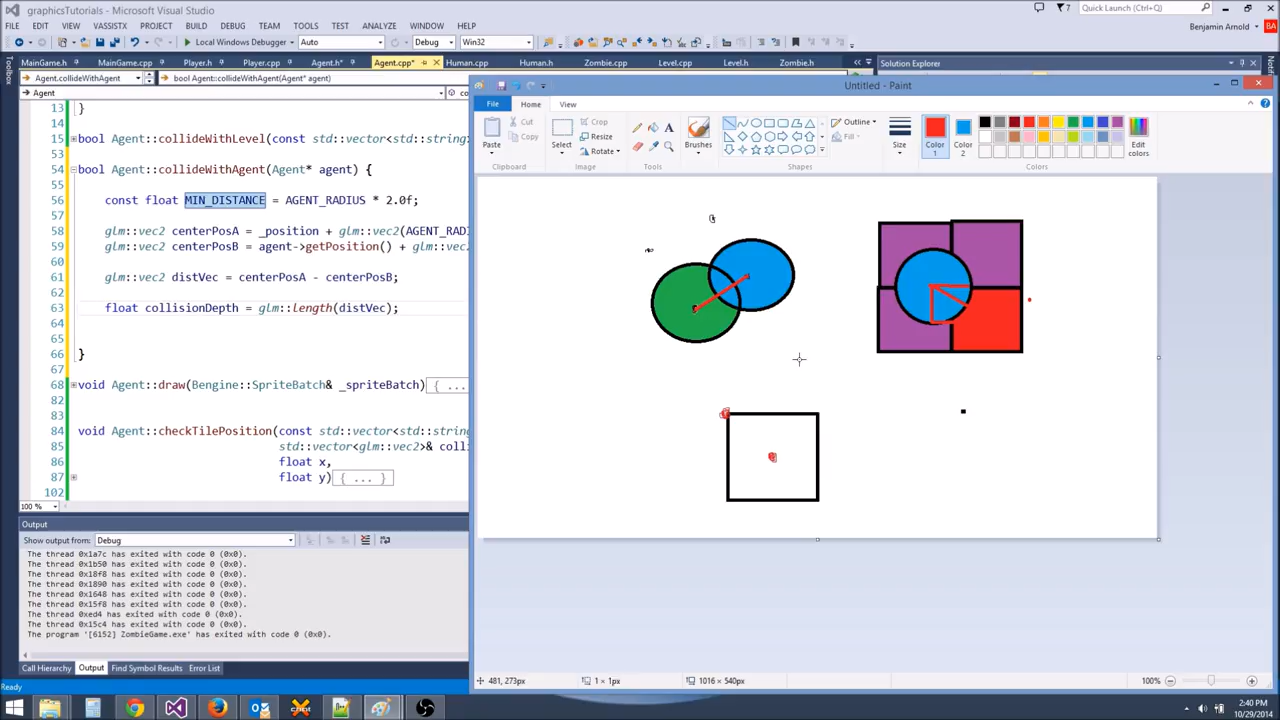 graphicsTutorials - Microsoft Visual Studio
7
Quick Launch (Ctrl+Q)
FILE EDIT VIEW VASSISTX PROJECT BUILD DEBUG TEAM TOOLS TEST ANALYZE WINDOW HELP
Benjamin Arnold
BA
Local Windows Debugger Auto Debug Win32
Toolbox
MainGame.h MainGame.cpp Player.h Player.cpp Agent.h* Agent.cpp* Human.cpp Human.h Zombie.cpp Level.cpp Level.h Zombie.h
Solution Explorer
Agent.collideWithAgent bool Agent::collideWithAgent(Agent* agent)
Agent
13 }
14
15 bool Agent::collideWithLevel(const std::vector<std::string
53
54 bool Agent::collideWithAgent(Agent* agent) {
55
56 const float MIN_DISTANCE = AGENT_RADIUS * 2.0f;
57
58 glm::vec2 centerPosA = _position + glm::vec2(AGENT_RADI
59 glm::vec2 centerPosB = agent->getPosition() + glm::vec2
60
61 glm::vec2 distVec = centerPosA - centerPosB;
62
63 float collisionDepth = glm::length(distVec);
64
65
66 }
67
68 void Agent::draw(Bengine::SpriteBatch& _spriteBatch){ ...
82
83
84 void Agent::checkTilePosition(const std::vector<std::string
85 std::vector<glm::vec2>& coll
86 float x,
87 float y){ ... }
102
100 %
Output
Show output from: Debug
The thread 0x1a7c has exited with code 0 (0x0).
The thread 0x1b50 has exited with code 0 (0x0).
The thread 0x18f8 has exited with code 0 (0x0).
The thread 0x1890 has exited with code 0 (0x0).
The thread 0x1648 has exited with code 0 (0x0).
The thread 0x15f8 has exited with code 0 (0x0).
The thread 0xed4 has exited with code 0 (0x0).
The thread 0x15c4 has exited with code 0 (0x0).
The program '[6152] ZombieGame.exe' has exited with code 0 (0x0).
Call Hierarchy Output Find Symbol Results Error List
Ready
Untitled - Paint
File Home View
Paste
Cut
Copy
Clipboard
Select
Crop
Resize
Rotate
Image
A
Tools
Brushes
Outline
Fill
Shapes
Size
Color 1
Color 2
Edit colors
Colors
481, 273px
1 × 1px
1016 × 540px
100%
2:40 PM
10/29/2014